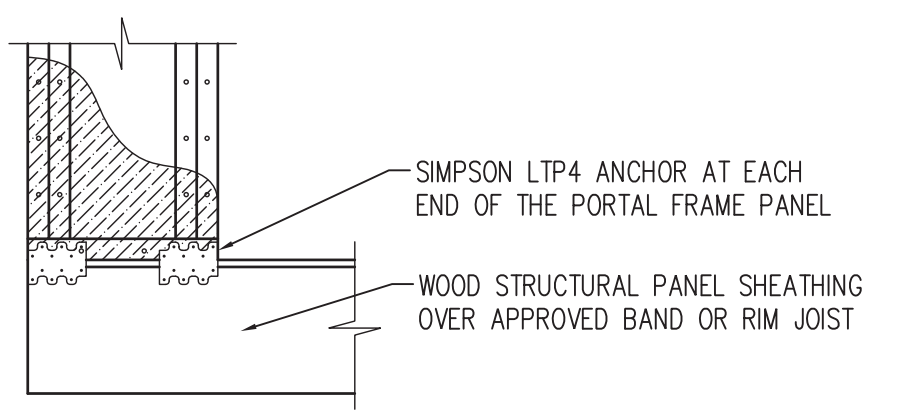 SIMPSON LTP4 ANCHOR AT EACH
END OF THE PORTAL FRAME PANEL
WOOD STRUCTURAL PANEL SHEATHING
OVER APPROVED BAND OR RIM JOIST